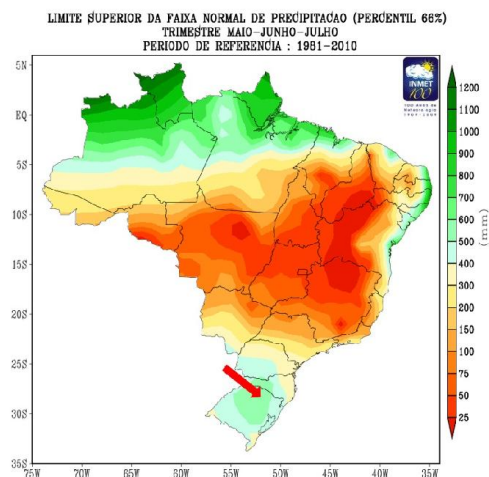 LIMITE SUPERIOR DA FAIXA NORMAL DE PRECIPITACAO (PERCENTIL 66%)
TRIMESTRE MAIO-JUNHO-JULHO
PERIODO DE REFERENCIA : 1981-2010
5N
EQ
5S
10S
15S
20S
25S
30S
35S
75W 70W 65W 60W 55W 50W 45W 40W 35W
INMET
100
1200
1100
1000
900
800
700
600
500
400
300
200
150
100
75
50
25
(mm)